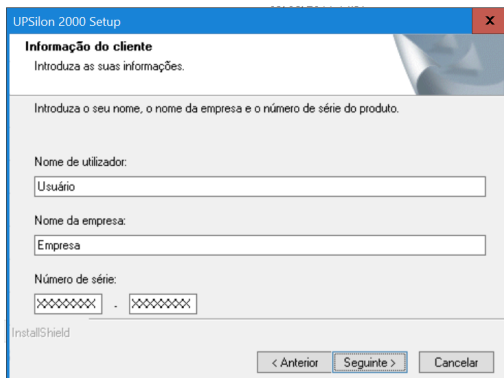 UPSilon 2000 Setup
X
Informação do cliente
Introduza as suas informações.
Introduza o seu nome, o nome da empresa e o número de série do produto.
Nome de utilizador:
Usuário
Nome da empresa:
Empresa
Número de série:
XXXXXXX - XXXXXXX
InstallShield
< Anterior Seguinte > Cancelar